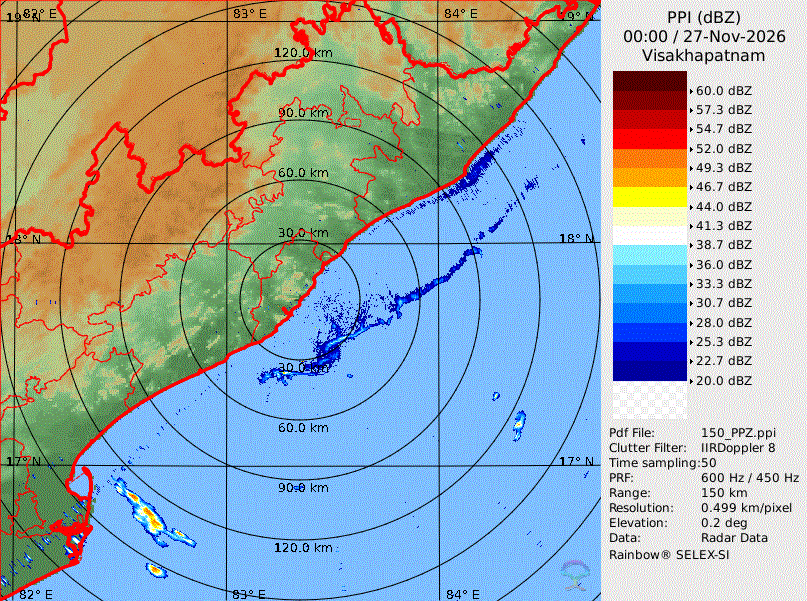 82° E
83° E
84° E
19° N
19° N
120.0 km
90.0 km
60.0 km
30.0 km
18° N
18° N
30.0 km
60.0 km
17° N
17° N
90.0 km
120.0 km
82° E
83° E
84° E
PPI (dBZ)
00:00 / 27-Nov-2026
Visakhapatnam
60.0 dBZ
57.3 dBZ
54.7 dBZ
52.0 dBZ
49.3 dBZ
46.7 dBZ
44.0 dBZ
41.3 dBZ
38.7 dBZ
36.0 dBZ
33.3 dBZ
30.7 dBZ
28.0 dBZ
25.3 dBZ
22.7 dBZ
20.0 dBZ
Pdf File: 150_PPZ.ppi
Clutter Filter: IIRDoppler 8
Time sampling:50
PRF: 600 Hz / 450 Hz
Range: 150 km
Resolution: 0.499 km/pixel
Elevation: 0.2 deg
Data: Radar Data
Rainbow® SELEX-SI